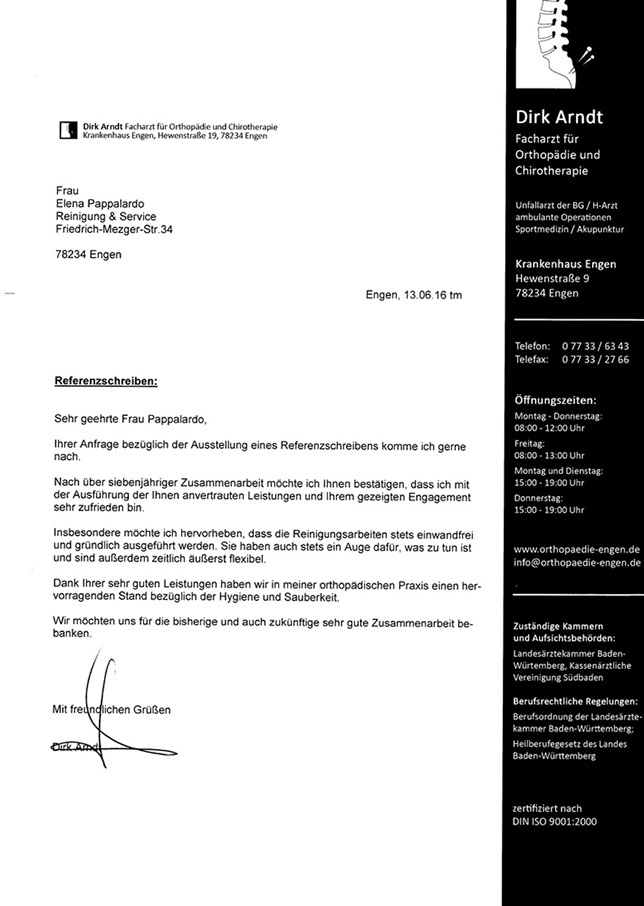 Dirk Arndt Facharzt für Orthopädie und Chirotherapie
Krankenhaus Engen, Hewenstraße 19, 78234 Engen
Frau
Elena Pappalardo
Reinigung & Service
Friedrich-Mezger-Str.34
78234 Engen
Engen, 13.06.16 tm
Referenzschreiben:
Sehr geehrte Frau Pappalardo,
Ihrer Anfrage bezüglich der Ausstellung eines Referenzschreibens komme ich gerne
nach.
Nach über siebenjähriger Zusammenarbeit möchte ich Ihnen bestätigen, dass ich mit
der Ausführung der Ihnen anvertrauten Leistungen und Ihrem gezeigten Engagement
sehr zufrieden bin.
Insbesondere möchte ich hervorheben, dass die Reinigungsarbeiten stets einwandfrei
und gründlich ausgeführt werden. Sie haben auch stets ein Auge dafür, was zu tun ist
und sind außerdem zeitlich äußerst flexibel.
Dank Ihrer sehr guten Leistungen haben wir in meiner orthopädischen Praxis einen her-
vorragenden Stand bezüglich der Hygiene und Sauberkeit.
Wir möchten uns für die bisherige und auch zukünftige sehr gute Zusammenarbeit be-
banken.
Mit freundlichen Grüßen
Dirk Arndt
Dirk Arndt
Facharzt für
Orthopädie und
Chirotherapie
Unfallarzt der BG / H-Arzt
ambulante Operationen
Sportmedizin / Akupunktur
Krankenhaus Engen
Hewenstraße 9
78234 Engen
Telefon: 0 77 33 / 63 43
Telefax: 0 77 33 / 27 66
Öffnungszeiten:
Montag - Donnerstag:
08:00 - 12:00 Uhr
Freitag:
08:00 - 13:00 Uhr
Montag und Dienstag:
15:00 - 19:00 Uhr
Donnerstag:
15:00 - 19:00 Uhr
www.orthopaedie-engen.de
info@orthopaedie-engen.de
Zuständige Kammern
und Aufsichtsbehörden:
Landesärztekammer Baden-
Württemberg, Kassenärztliche
Vereinigung Südbaden
Berufsrechtliche Regelungen:
Berufsordnung der Landesärzte-
kammer Baden-Württemberg;
Heilberufegesetz des Landes
Baden-Württemberg
zertifiziert nach
DIN ISO 9001:2000